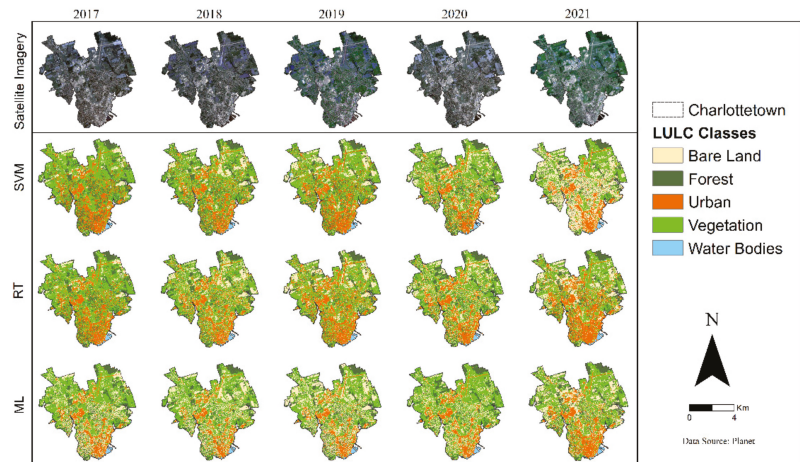 2017 2018 2019 2020 2021
Satellite Imagery
SVM
RT
ML
Charlottetown
LULC Classes
Bare Land
Forest
Urban
Vegetation
Water Bodies
N
Km
0 4
Data Source: Planet